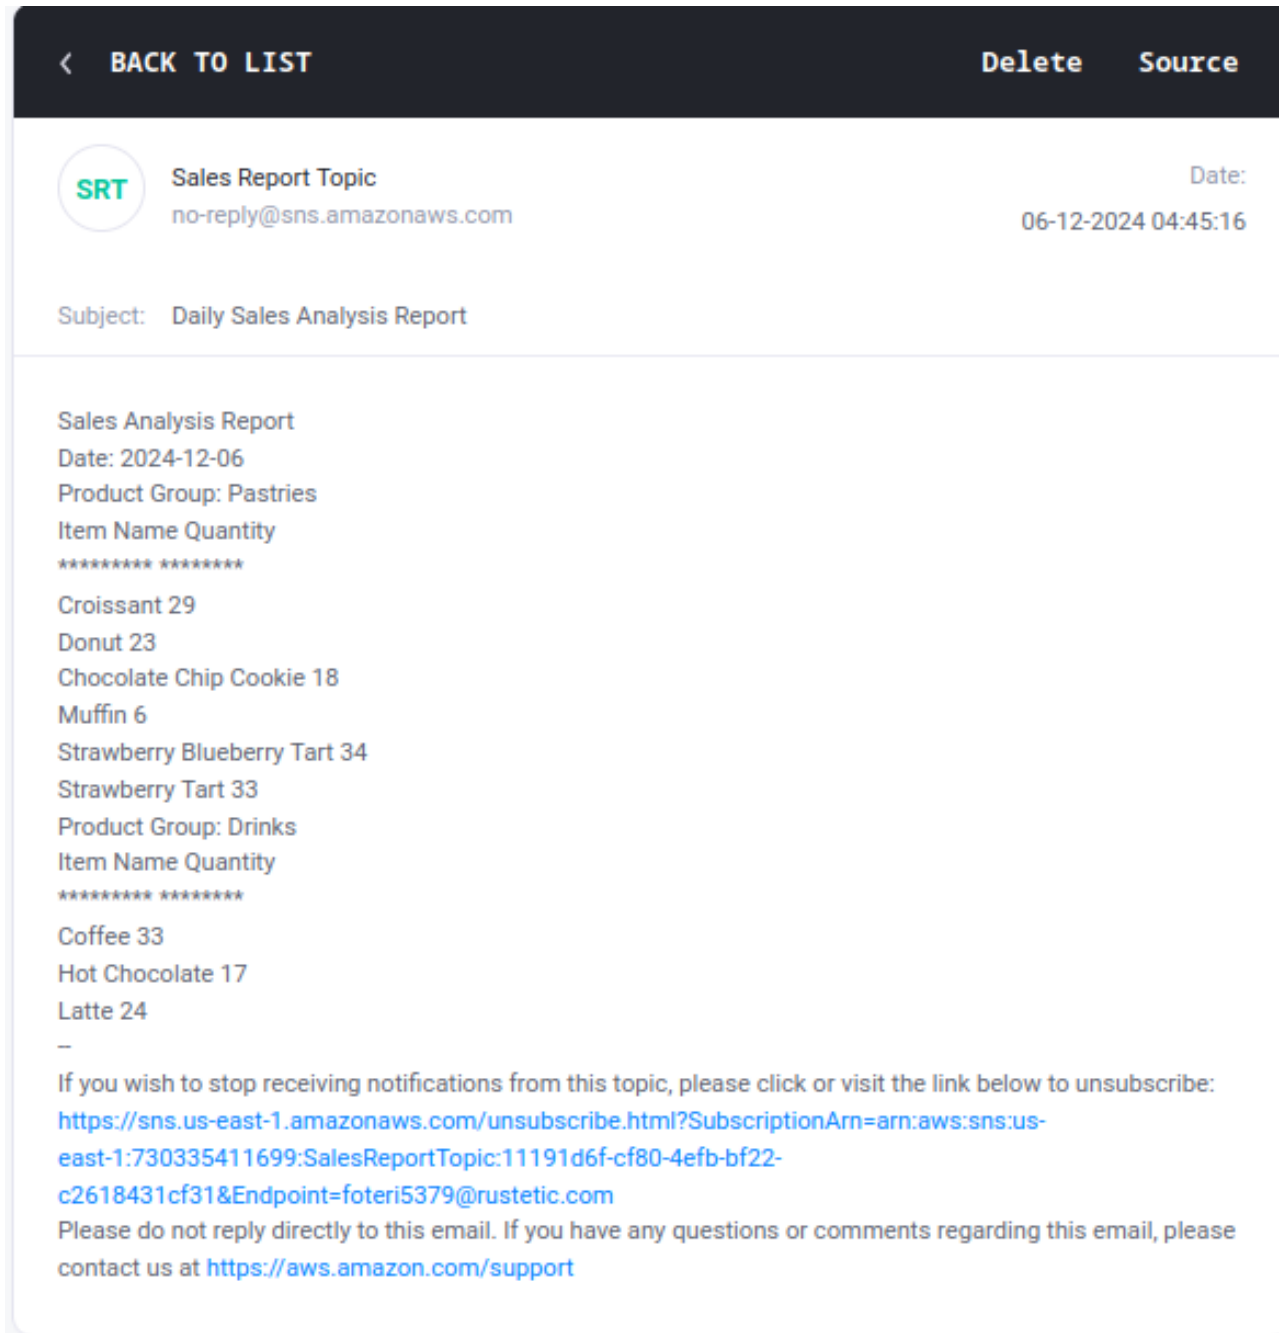 BACK TO LIST Delete Source
SRT
Sales Report Topic
no-reply@sns.amazonaws.com
Date:
06-12-2024 04:45:16
Subject: Daily Sales Analysis Report
Sales Analysis Report
Date: 2024-12-06
Product Group: Pastries
Item Name Quantity
********* ********
Croissant 29
Donut 23
Chocolate Chip Cookie 18
Muffin 6
Strawberry Blueberry Tart 34
Strawberry Tart 33
Product Group: Drinks
Item Name Quantity
********* ********
Coffee 33
Hot Chocolate 17
Latte 24
--
If you wish to stop receiving notifications from this topic, please click or visit the link below to unsubscribe:
https://sns.us-east-1.amazonaws.com/unsubscribe.html?SubscriptionArn=arn:aws:sns:us-
east-1:730335411699:SalesReportTopic:11191d6f-cf80-4efb-bf22-
c2618431cf31&Endpoint=foteri5379@rustetic.com
Please do not reply directly to this email. If you have any questions or comments regarding this email, please
contact us at https://aws.amazon.com/support